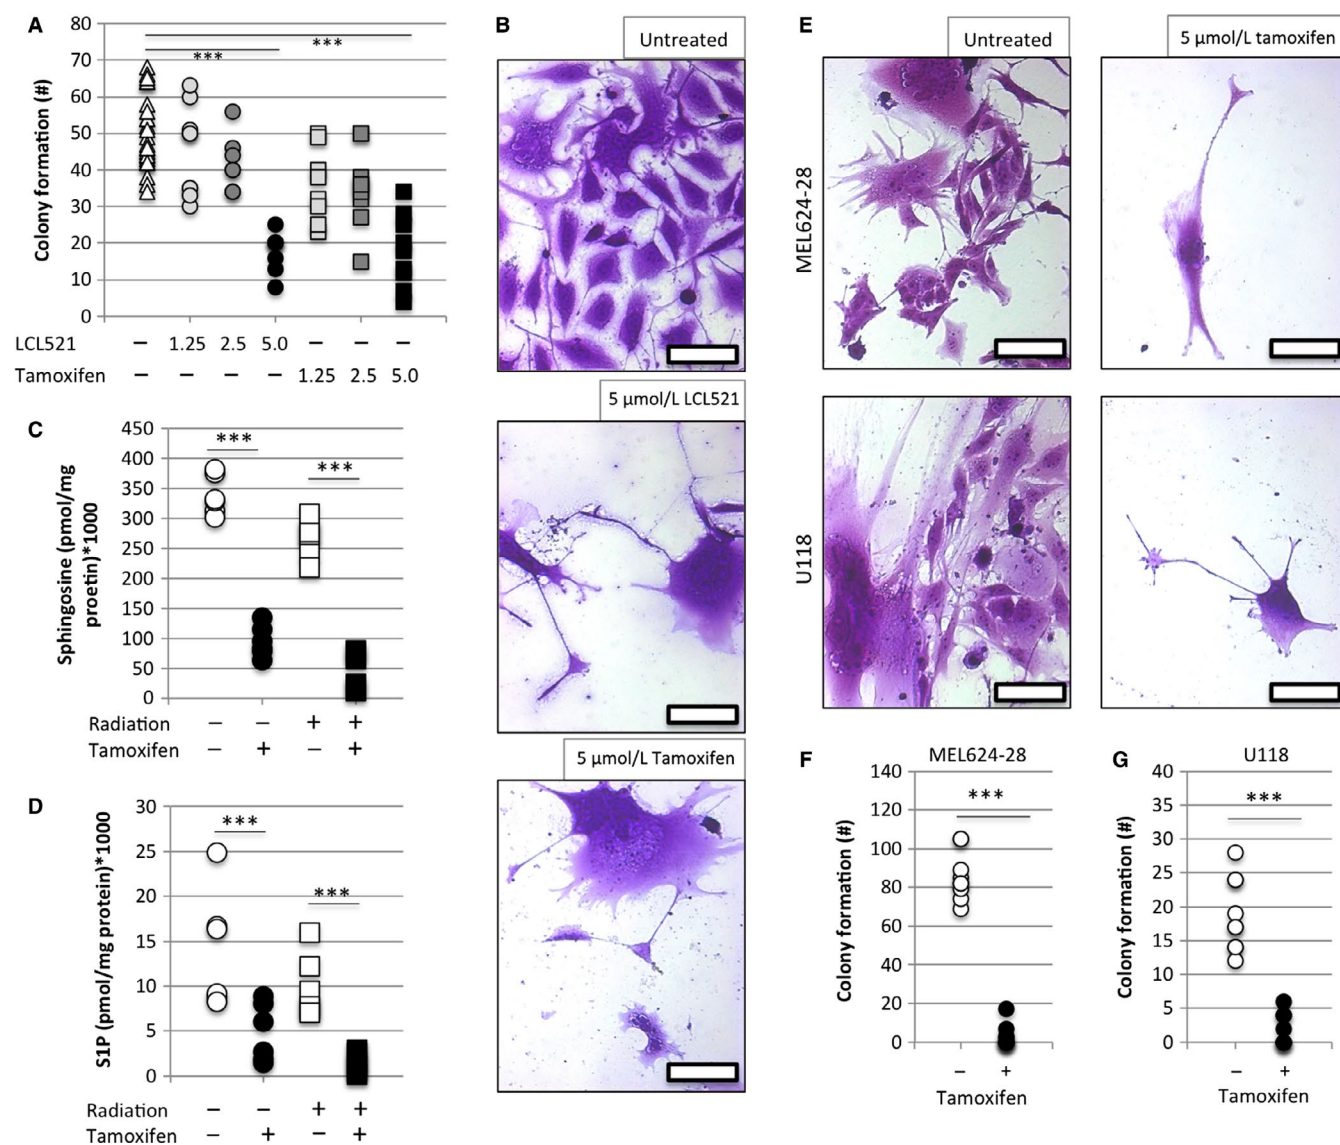 A
80
***
***
70
60
50
40
30
20
10
0
Colony formation (#)
LCL521 – 1.25 2.5 5.0 – – –
Tamoxifen – – – – 1.25 2.5 5.0
B
Untreated
5 µmol/L LCL521
5 µmol/L Tamoxifen
C
450
400
350
300
250
200
150
100
50
0
*** ***
Sphingosine (pmol/mg
proetin)*1000
Radiation – – + +
Tamoxifen – + – +
D
30
25
20
15
10
5
0
*** ***
S1P (pmol/mg protein)*1000
Radiation – – + +
Tamoxifen – + – +
E
Untreated
5 µmol/L tamoxifen
MEL624-28
U118
F
MEL624-28
140
120
100
80
60
40
20
0
***
Colony formation (#)
– +
Tamoxifen
G
U118
40
35
30
25
20
15
10
5
0
***
Colony formation (#)
– +
Tamoxifen